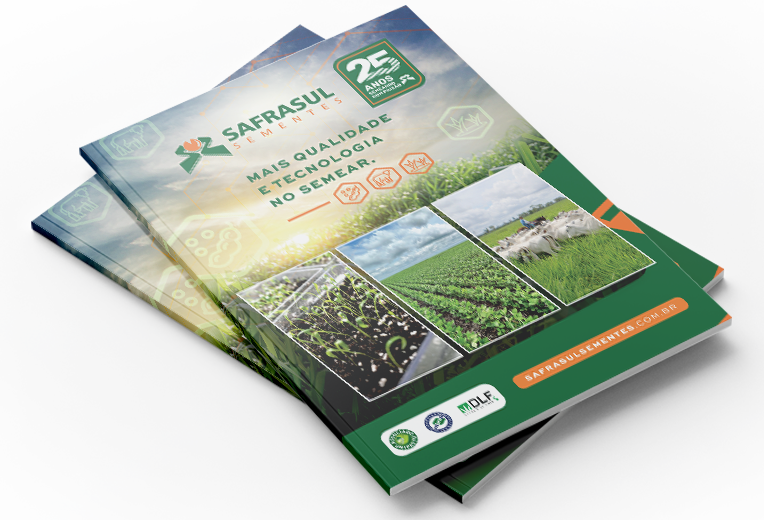 25
ANOS
SAFRASUL
SEMENTES
MAIS QUALIDADE
E TECNOLOGIA
NO SEMEAR.
SAFRASULSEMENTES.COM.BR
DLF